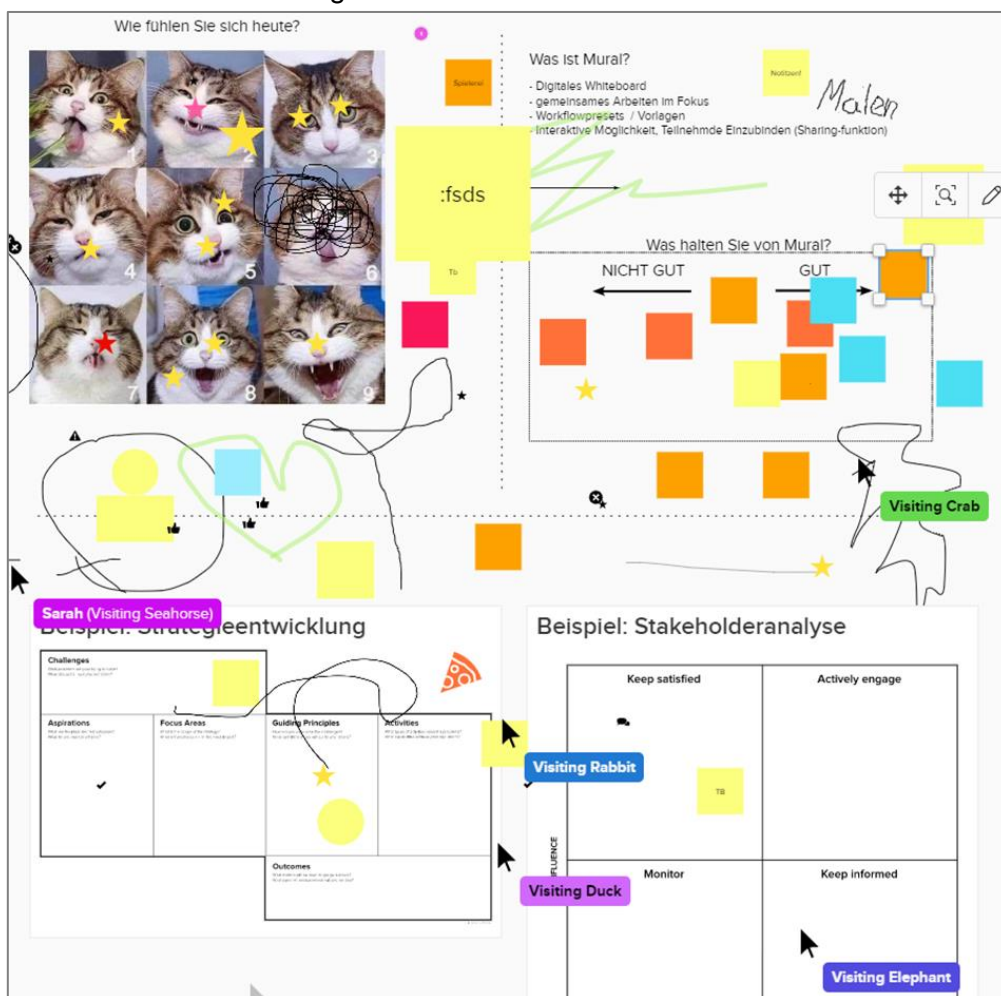 Wie fühlen Sie sich heute?
1
2
3
4
5
6
7
8
9
Spielerei
:fsds
Tb
Was ist Mural?
- Digitales Whiteboard
- gemeinsames Arbeiten im Fokus
- Workflowpresets / Vorlagen
- Interaktive Möglichkeit, Teilnehmde Einzubinden (Sharing-funktion)
Notizen!
Malen
Was halten Sie von Mural?
NICHT GUT
GUT
Visiting Crab
Sarah (Visiting Seahorse)
Beispiel: Strategieentwicklung
Challenges
Aspirations
Focus Areas
Guiding Principles
Activities
Outcomes
Visiting Rabbit
Visiting Duck
Beispiel: Stakeholderanalyse
Keep satisfied
Actively engage
TB
Monitor
Keep informed
Visiting Elephant